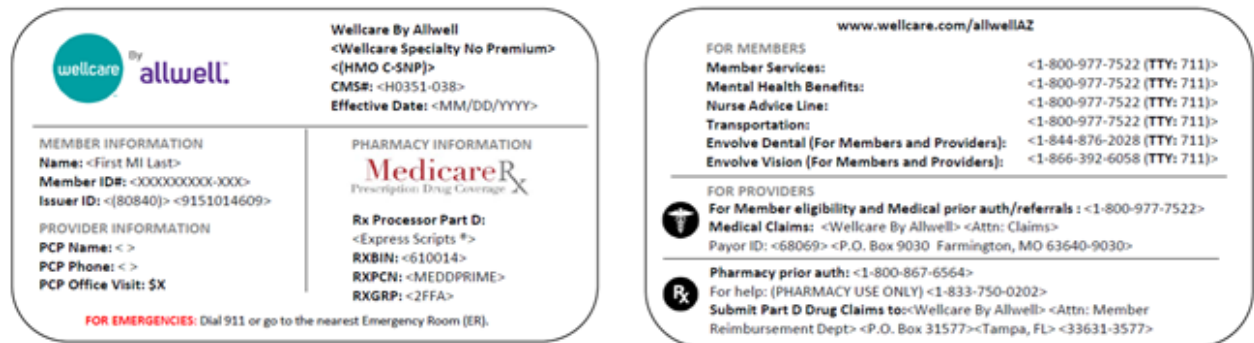 wellcare By allwell.
Wellcare By Allwell
<Wellcare Specialty No Premium>
<(HMO C-SNP)>
CMS#: <H0351-038>
Effective Date: <MM/DD/YYYY>
MEMBER INFORMATION
Name: <First MI Last>
Member ID#: <XXXXXXXXX-XXX>
Issuer ID: <(80840)> <9151014609>
PROVIDER INFORMATION
PCP Name: < >
PCP Phone: < >
PCP Office Visit: $X
PHARMACY INFORMATION
MedicareRx
Prescription Drug Coverage
Rx Processor Part D:
<Express Scripts ®>
RXBIN: <610014>
RXPCN: <MEDDPRIME>
RXGRP: <2FFA>
FOR EMERGENCIES: Dial 911 or go to the nearest Emergency Room (ER).
www.wellcare.com/allwellAZ
FOR MEMBERS
Member Services: <1-800-977-7522 (TTY: 711)>
Mental Health Benefits: <1-800-977-7522 (TTY: 711)>
Nurse Advice Line: <1-800-977-7522 (TTY: 711)>
Transportation: <1-800-977-7522 (TTY: 711)>
Envolve Dental (For Members and Providers): <1-844-876-2028 (TTY: 711)>
Envolve Vision (For Members and Providers): <1-866-392-6058 (TTY: 711)>
FOR PROVIDERS
For Member eligibility and Medical prior auth/referrals : <1-800-977-7522>
Medical Claims: <Wellcare By Allwell> <Attn: Claims>
Payor ID: <68069> <P.O. Box 9030 Farmington, MO 63640-9030>
Rx
Pharmacy prior auth: <1-800-867-6564>
For help: (PHARMACY USE ONLY) <1-833-750-0202>
Submit Part D Drug Claims to:<Wellcare By Allwell> <Attn: Member
Reimbursement Dept> <P.O. Box 31577><Tampa, FL> <33631-3577>